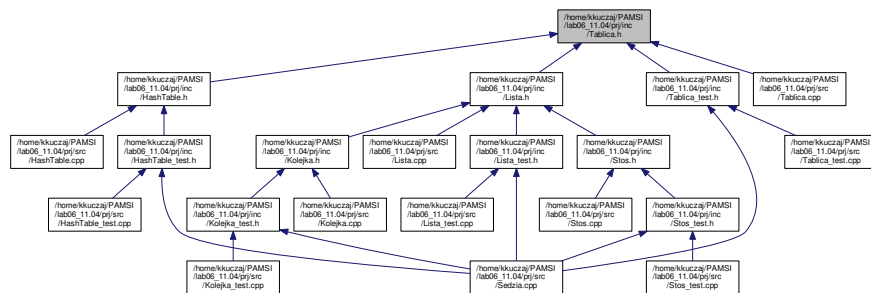 /home/kkuczaj/PAMSI
/lab06_11.04/prj/inc
/Tablica.h
/home/kkuczaj/PAMSI
/lab06_11.04/prj/inc
/HashTable.h
/home/kkuczaj/PAMSI
/lab06_11.04/prj/inc
/Lista.h
/home/kkuczaj/PAMSI
/lab06_11.04/prj/inc
/Tablica_test.h
/home/kkuczaj/PAMSI
/lab06_11.04/prj/src
/Tablica.cpp
/home/kkuczaj/PAMSI
/lab06_11.04/prj/src
/HashTable.cpp
/home/kkuczaj/PAMSI
/lab06_11.04/prj/inc
/HashTable_test.h
/home/kkuczaj/PAMSI
/lab06_11.04/prj/inc
/Kolejka.h
/home/kkuczaj/PAMSI
/lab06_11.04/prj/src
/Lista.cpp
/home/kkuczaj/PAMSI
/lab06_11.04/prj/inc
/Lista_test.h
/home/kkuczaj/PAMSI
/lab06_11.04/prj/inc
/Stos.h
/home/kkuczaj/PAMSI
/lab06_11.04/prj/src
/Tablica_test.cpp
/home/kkuczaj/PAMSI
/lab06_11.04/prj/src
/HashTable_test.cpp
/home/kkuczaj/PAMSI
/lab06_11.04/prj/inc
/Kolejka_test.h
/home/kkuczaj/PAMSI
/lab06_11.04/prj/src
/Kolejka.cpp
/home/kkuczaj/PAMSI
/lab06_11.04/prj/src
/Lista_test.cpp
/home/kkuczaj/PAMSI
/lab06_11.04/prj/src
/Stos.cpp
/home/kkuczaj/PAMSI
/lab06_11.04/prj/inc
/Stos_test.h
/home/kkuczaj/PAMSI
/lab06_11.04/prj/src
/Kolejka_test.cpp
/home/kkuczaj/PAMSI
/lab06_11.04/prj/src
/Sedzia.cpp
/home/kkuczaj/PAMSI
/lab06_11.04/prj/src
/Stos_test.cpp